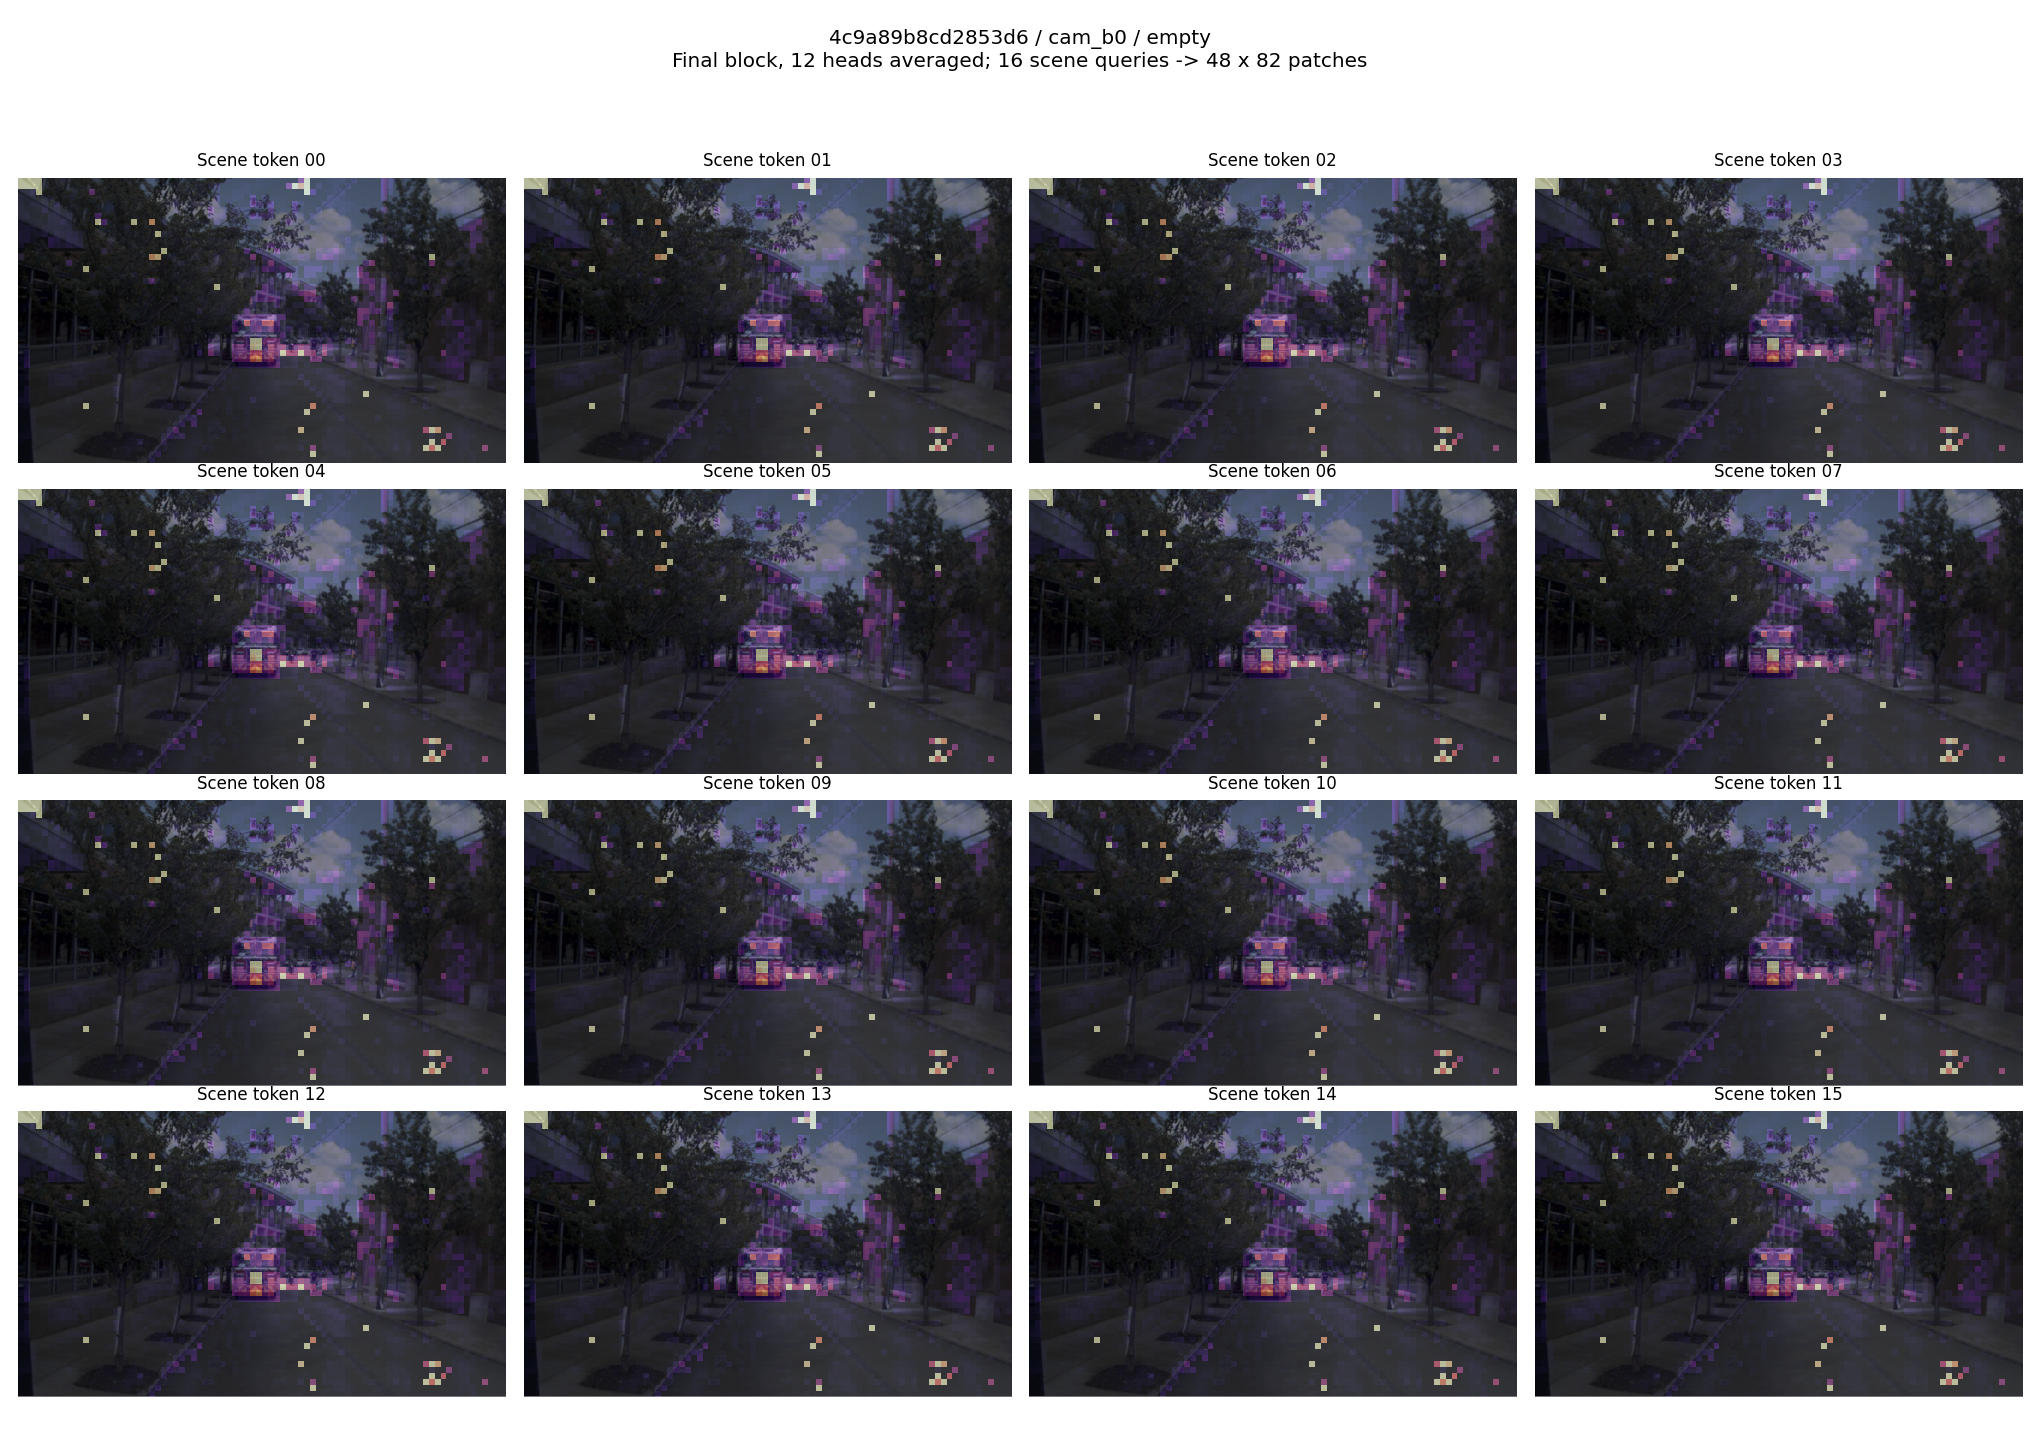 4c9a89b8cd2853d6 / cam_b0 / empty
Final block, 12 heads averaged; 16 scene queries -> 48 x 82 patches
Scene token 00
Scene token 01
Scene token 02
Scene token 03
Scene token 04
Scene token 05
Scene token 06
Scene token 07
Scene token 08
Scene token 09
Scene token 10
Scene token 11
Scene token 12
Scene token 13
Scene token 14
Scene token 15